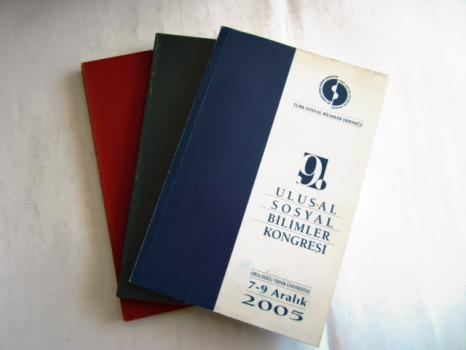 TÜRK SOSYAL BİLİMLER DERNEĞİ
9.
ULUSAL
SOSYAL
BİLİMLER
KONGRESİ
ORTA DOĞU TEKNİK ÜNİVERSİTESİ
7-9 Aralık
2005